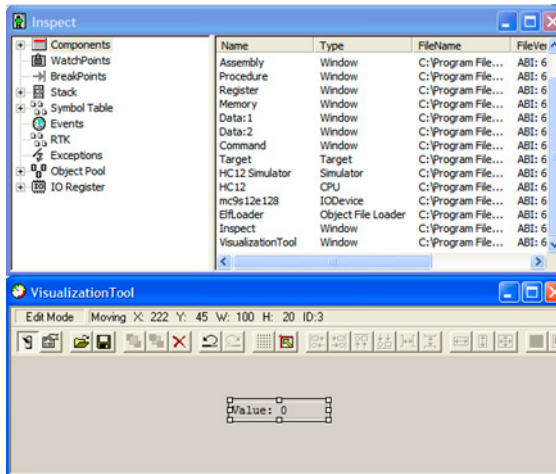 Inspect
Components
WatchPoints
BreakPoints
Stack
Symbol Table
Events
RTK
Exceptions
Object Pool
IO Register
Name Type FileName FileVer
Assembly Window C:\Program File... ABI: 6
Procedure Window C:\Program File... ABI: 6
Register Window C:\Program File... ABI: 6
Memory Window C:\Program File... ABI: 6
Data:1 Window C:\Program File... ABI: 6
Data:2 Window C:\Program File... ABI: 6
Command Window C:\Program File... ABI: 6
Target Target C:\Program File... ABI: 6
HC12 Simulator Simulator C:\Program File... ABI: 6
HC12 CPU C:\Program File... ABI: 6
mc9s12e128 IODevice C:\Program File... ABI: 6
ElfLoader Object File Loader C:\Program File... ABI: 6
Inspect Window C:\Program File... ABI: 6
VisualizationTool Window C:\Program File... ABI: 6
VisualizationTool
Edit Mode Moving X: 222 Y: 45 W: 100 H: 20 ID:3
Value: 0